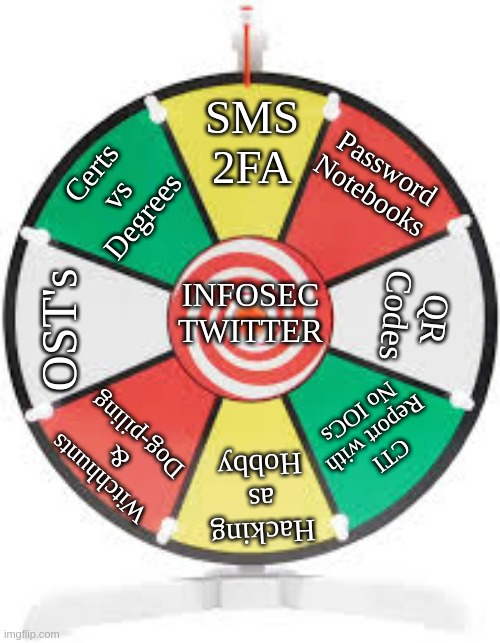 SMS
2FA
Password
Notebooks
QR
Codes
CTI
Report with
No IOCs
Hacking
as
Hobby
Witchhunts
&
Dog-piling
OST's
Certs
vs
Degrees
INFOSEC
TWITTER
imgflip.com